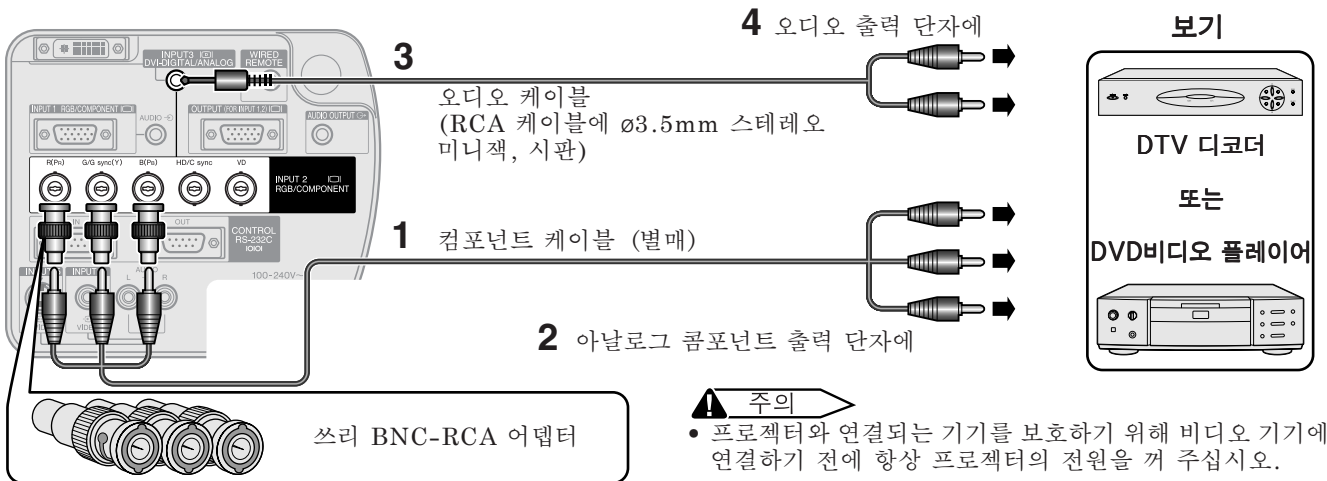 4 오디오 출력 단자에
보기
INPUT3
DVI-DIGITAL/ANALOG
WIRED
REMOTE
3
오디오 케이블
(RCA 케이블에 ø3.5mm 스테레오
미니잭, 시판)
INPUT 1 RGB/COMPONENT
AUDIO
OUTPUT (FOR INPUT 1,2)
AUDIO OUTPUT
DTV 디코더
또는
DVD비디오 플레이어
R(PR) G/G sync(Y) B(PB) HD/C sync VD
INPUT 2
RGB/COMPONENT
IN
OUT
CONTROL
RS-232C
1 컴포넌트 케이블 (별매)
100-240V~
INPUT
L R
2 아날로그 콤포넌트 출력 단자에
쓰리 BNC-RCA 어뎁터
주의
• 프로젝터와 연결되는 기기를 보호하기 위해 비디오 기기에
연결하기 전에 항상 프로젝터의 전원을 꺼 주십시오.